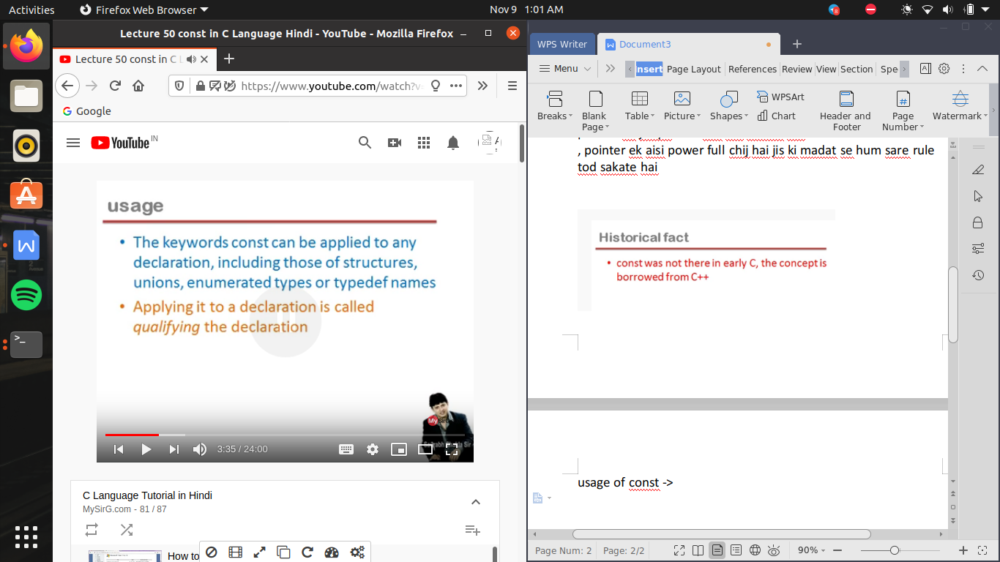 Activities
Firefox Web Browser
Nov 9 1:01 AM
8
Lecture 50 const in C Language Hindi - YouTube - Mozilla Firefox
Lecture 50 const in C L
https://www.youtube.com/watch?v=
Google
YouTube IN
usage
• The keywords const can be applied to any
declaration, including those of structures,
unions, enumerated types or typedef names
• Applying it to a declaration is called
qualifying the declaration
3:35 / 24:00
C Language Tutorial in Hindi
MySirG.com - 81 / 87
How to
WPS Writer
Document3
Menu
Insert Page Layout References Review View Section Spe
Breaks
Blank
Page
Table
Picture
Shapes
WPSArt
Chart
Header and
Footer
Page
Number
Watermark
, pointer ek aisi power full chij hai jis ki madat se hum sare rule
tod sakate hai
Historical fact
• const was not there in early C, the concept is
borrowed from C++
usage of const ->
Page Num: 2 Page: 2/2
90%